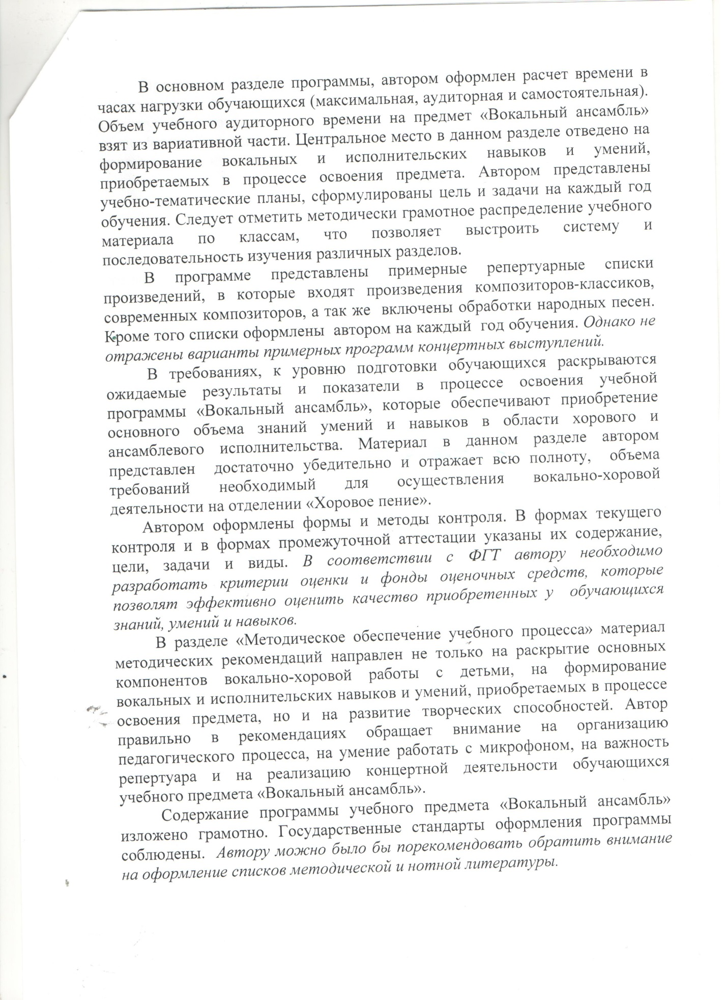 В основном разделе программы, автором оформлен расчет времени в
часах нагрузки обучающихся (максимальная, аудиторная и самостоятельная).
Объем учебного аудиторного времени на предмет «Вокальный ансамбль»
взят из вариативной части. Центральное место в данном разделе отведено на
формирование вокальных и исполнительских навыков и умений,
приобретаемых в процессе освоения предмета. Автором представлены
учебно-тематические планы, сформулированы цель и задачи на каждый год
обучения. Следует отметить методически грамотное распределение учебного
материала по классам, что позволяет выстроить систему и
последовательность изучения различных разделов.
В программе представлены примерные репертуарные списки
произведений, в которые входят произведения композиторов-классиков,
современных композиторов, а так же включены обработки народных песен.
Кроме того списки оформлены автором на каждый год обучения. Однако не
отражены варианты примерных программ концертных выступлений.
В требованиях, к уровню подготовки обучающихся раскрываются
ожидаемые результаты и показатели в процессе освоения учебной
программы «Вокальный ансамбль», которые обеспечивают приобретение
основного объема знаний умений и навыков в области хорового и
ансамблевого исполнительства. Материал в данном разделе автором
представлен достаточно убедительно и отражает всю полноту, объема
требований необходимый для осуществления вокально-хоровой
деятельности на отделении «Хоровое пение».
Автором оформлены формы и методы контроля. В формах текущего
контроля и в формах промежуточной аттестации указаны их содержание,
цели, задачи и виды. В соответствии с ФГТ автору необходимо
разработать критерии оценки и фонды оценочных средств, которые
позволят эффективно оценить качество приобретенных у обучающихся
знаний, умений и навыков.
В разделе «Методическое обеспечение учебного процесса» материал
методических рекомендаций направлен не только на раскрытие основных
компонентов вокально-хоровой работы с детьми, на формирование
вокальных и исполнительских навыков и умений, приобретаемых в процессе
освоения предмета, но и на развитие творческих способностей. Автор
правильно в рекомендациях обращает внимание на организацию
педагогического процесса, на умение работать с микрофоном, на важность
репертуара и на реализацию концертной деятельности обучающихся
учебного предмета «Вокальный ансамбль».
Содержание программы учебного предмета «Вокальный ансамбль»
изложено грамотно. Государственные стандарты оформления программы
соблюдены. Автору можно было бы порекомендовать обратить внимание
на оформление списков методической и нотной литературы.